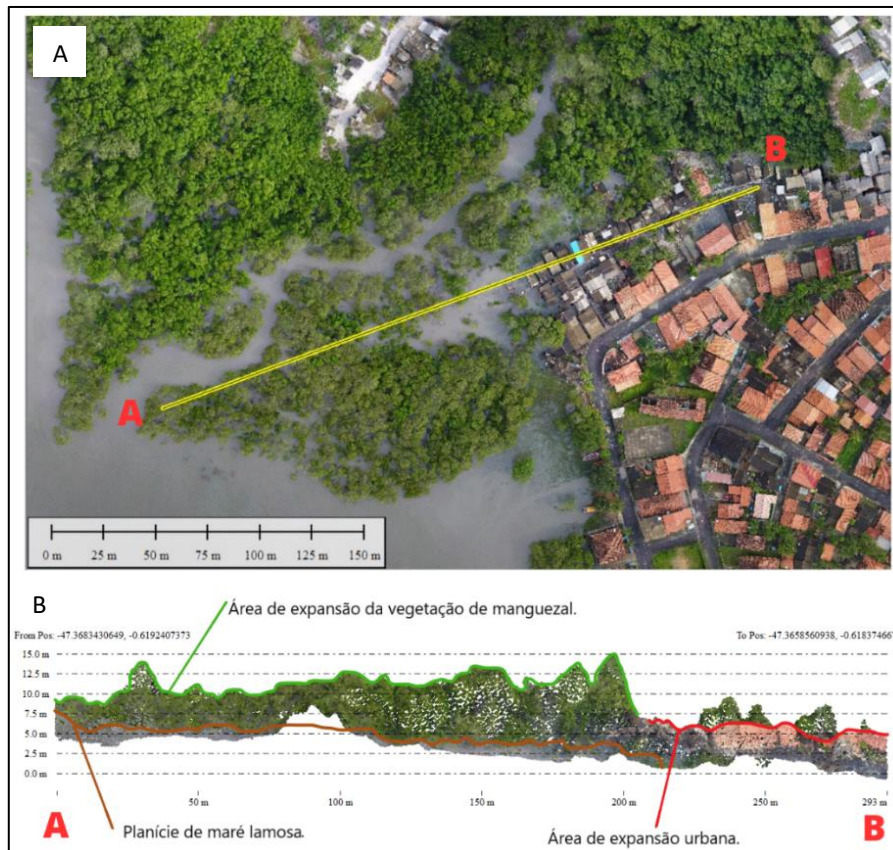 A
B
A
0 m 25 m 50 m 75 m 100 m 125 m 150 m
B
Área de expansão da vegetação de manguezal.
From Pos: -47.3683430649, -0.6192407373
To Pos: -47.3658560938, -0.618374667
15.0 m
12.5 m
10.0 m
7.5 m
5.0 m
2.5 m
0.0 m
50 m 100 m 150 m 200 m 250 m 293 m
A
Planície de maré lamosa.
Área de expansão urbana.
B